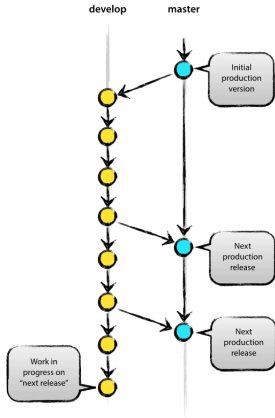 develop
master
Initial
production
version
Next
production
release
Next
production
release
Work in
progress on
"next release"